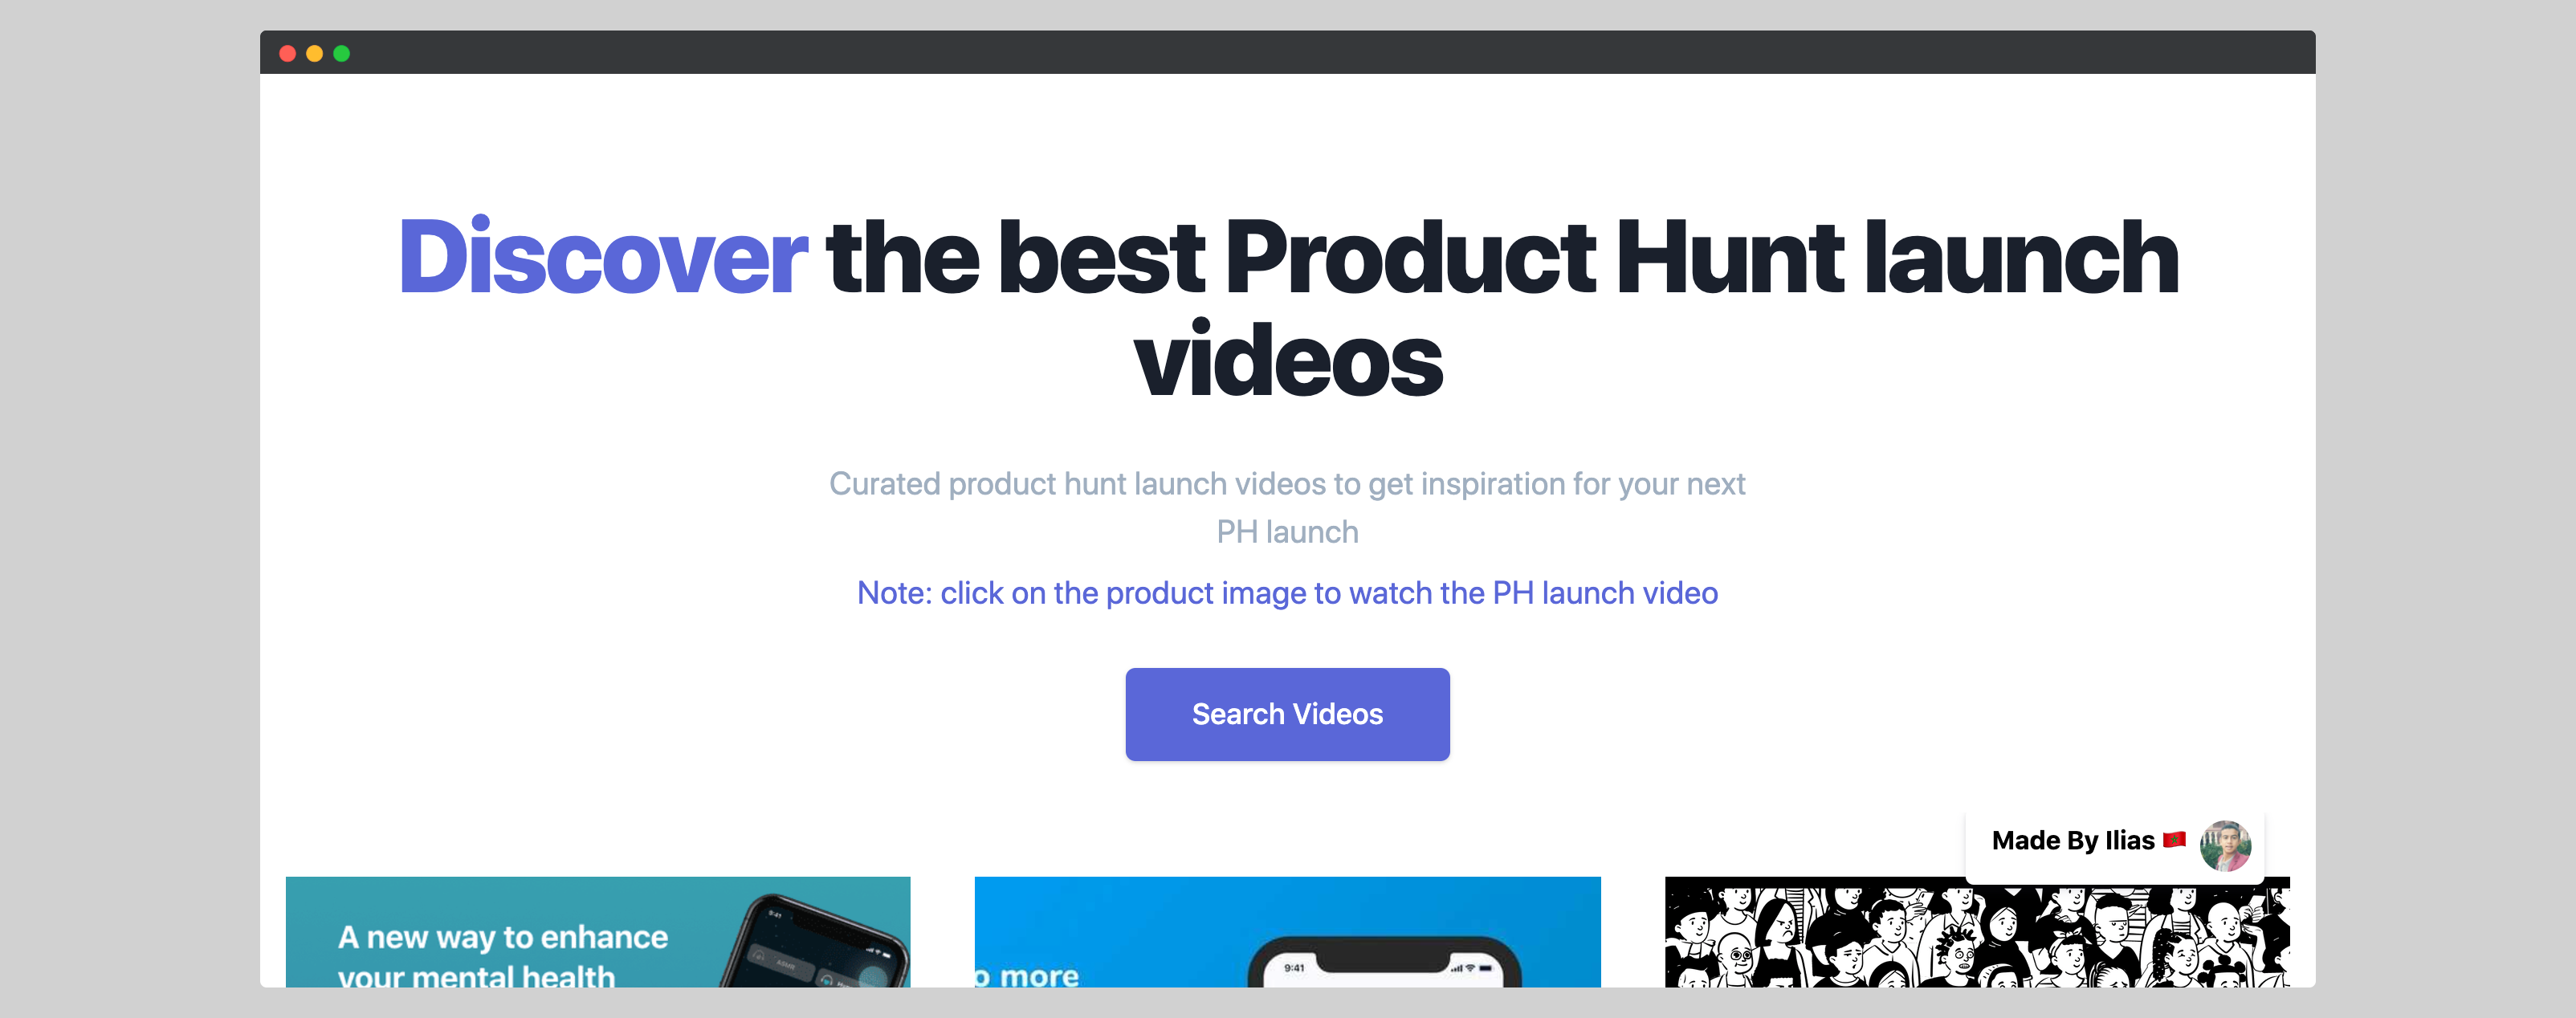 Discover the best Product Hunt launch
videos
Curated product hunt launch videos to get inspiration for your next
PH launch
Note: click on the product image to watch the PH launch video
Search Videos
Made By Ilias 🇲🇦
A new way to enhance
your mental health
9:41
ASMR
o more
9:41